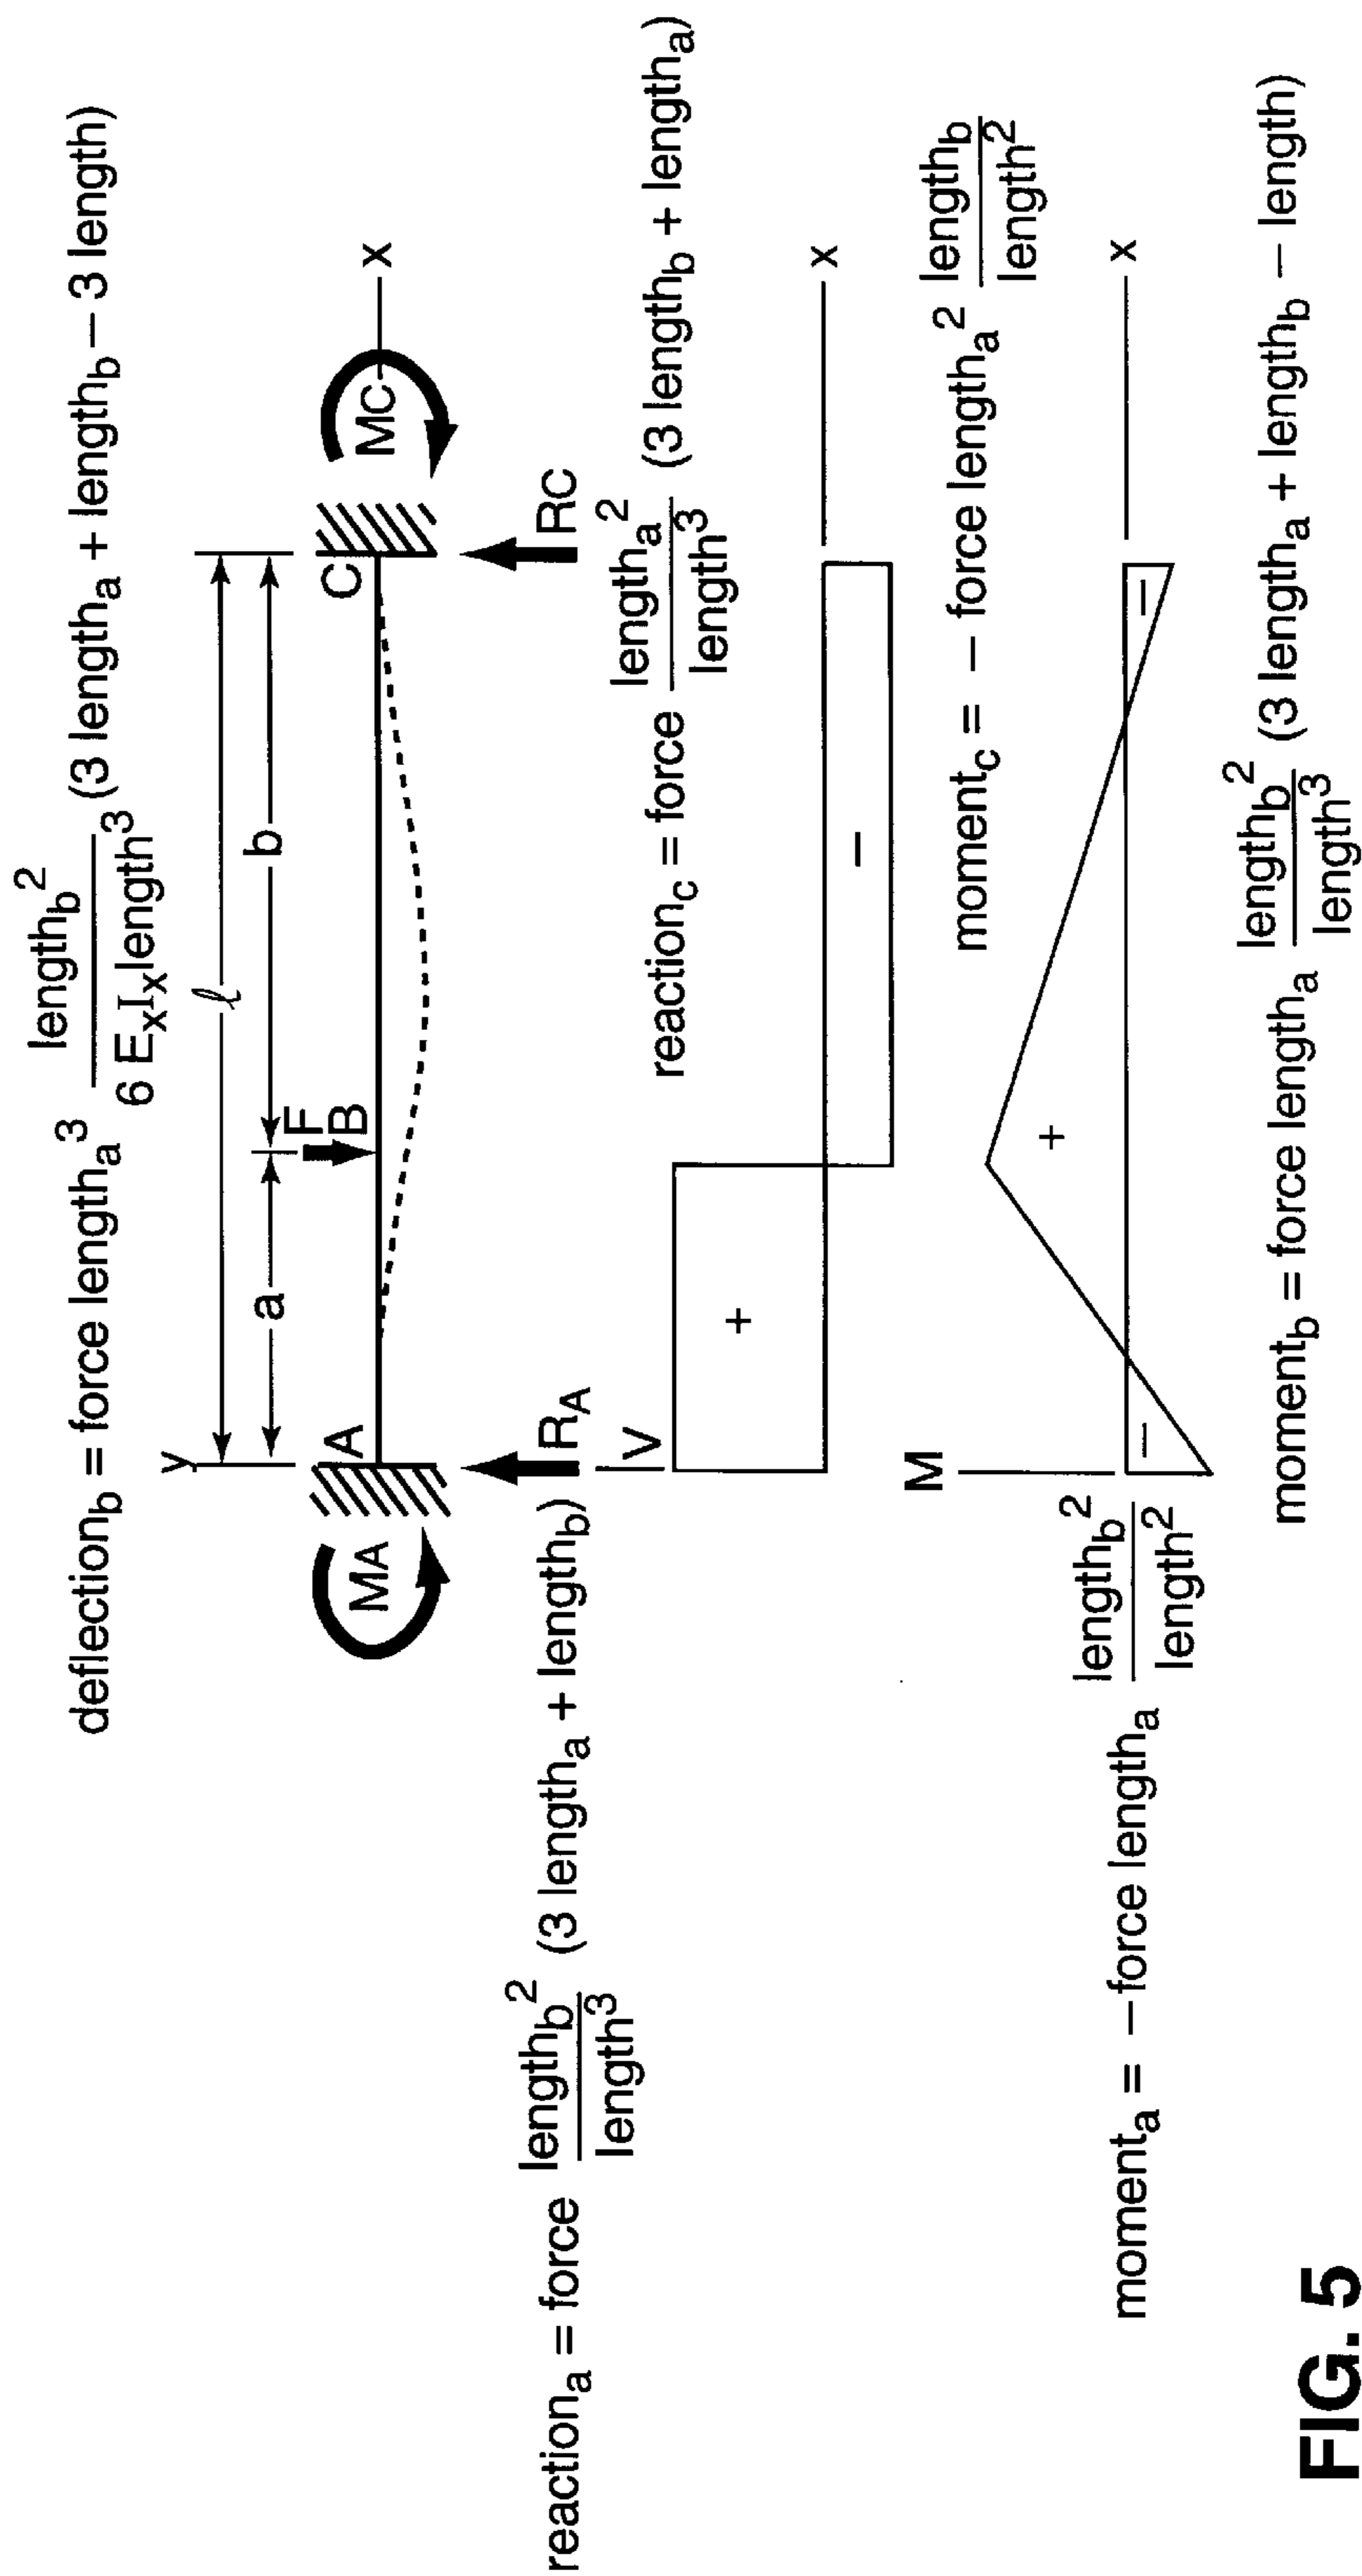 deflection_b = force length_a^3 length_b^2 / 6 E_x I_x length^3 (3 length_a + length_b − 3 length)
y
ℓ
a
b
F
B
A
C
MA
MC
x
R_A
RC
reaction_a = force length_b^2 / length^3 (3 length_a + length_b)
reaction_c = force length_a^2 / length^3 (3 length_b + length_a)
V
+
−
x
moment_c = − force length_a^2 length_b / length^2
M
−
+
−
x
moment_a = −force length_a length_b^2 / length^2
moment_b = force length_a length_b^2 / length^3 (3 length_a + length_b − length)
FIG. 5